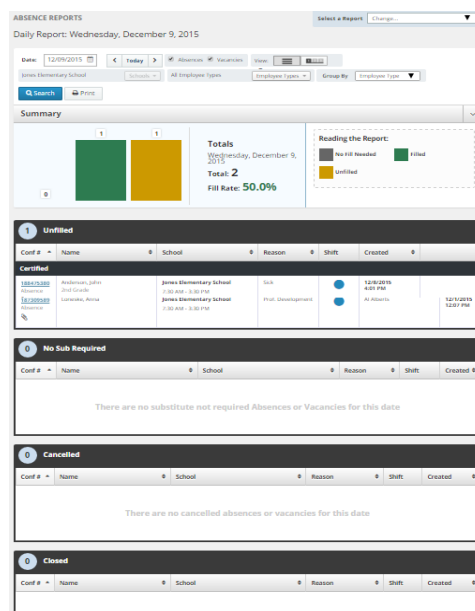 ABSENCE REPORTS
Select a Report Change...
Daily Report: Wednesday, December 9, 2015
Date: 12/09/2015 < Today > Absences Vacancies View:
Jones Elementary School Schools All Employee Types Employee Types Group By Employee Type
Search Print
Summary
1 1
0
Totals
Wednesday, December 9, 2015
Total: 2
Fill Rate: 50.0%
Reading the Report:
No Fill Needed Filled
Unfilled
1 Unfilled
Conf # Name School Reason Shift Created
Certified
188475380 Anderson, John Jones Elementary School Sick 12/8/2015
Absence 2nd Grade 7:30 AM - 3:30 PM 4:01 PM
Anna Jones Elementary School Prof. Development Al Alberts 12/1/2015
Absence 7:30 AM - 3:30 PM 12:07 PM
0 No Sub Required
Conf # Name School Reason Shift Created
There are no substitute not required Absences or Vacancies for this date
0 Cancelled
Conf # Name School Reason Shift Created
There are no cancelled absences or vacancies for this date
0 Closed
Conf # Name School Reason Shift Created